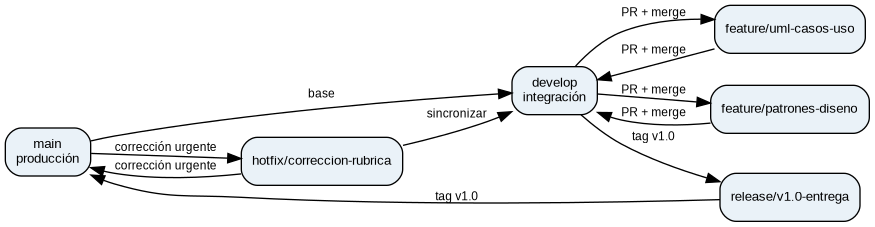 PR + merge
feature/uml-casos-uso
PR + merge
develop
integración
base
PR + merge
feature/patrones-diseno
PR + merge
sincronizar
tag v1.0
main
producción
corrección urgente
hotfix/correccion-rubrica
corrección urgente
tag v1.0
release/v1.0-entrega